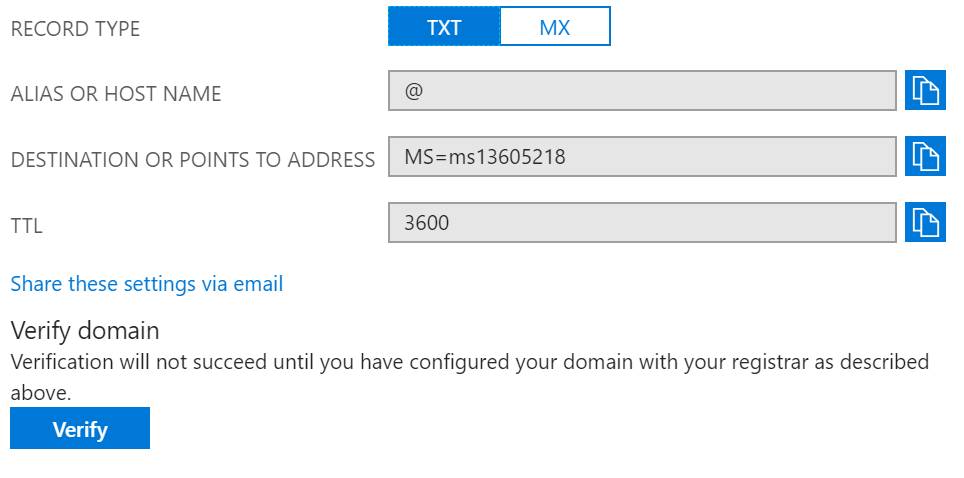 RECORD TYPE TXT MX
ALIAS OR HOST NAME @
DESTINATION OR POINTS TO ADDRESS MS=ms13605218
TTL 3600
Share these settings via email
Verify domain
Verification will not succeed until you have configured your domain with your registrar as described
above.
Verify